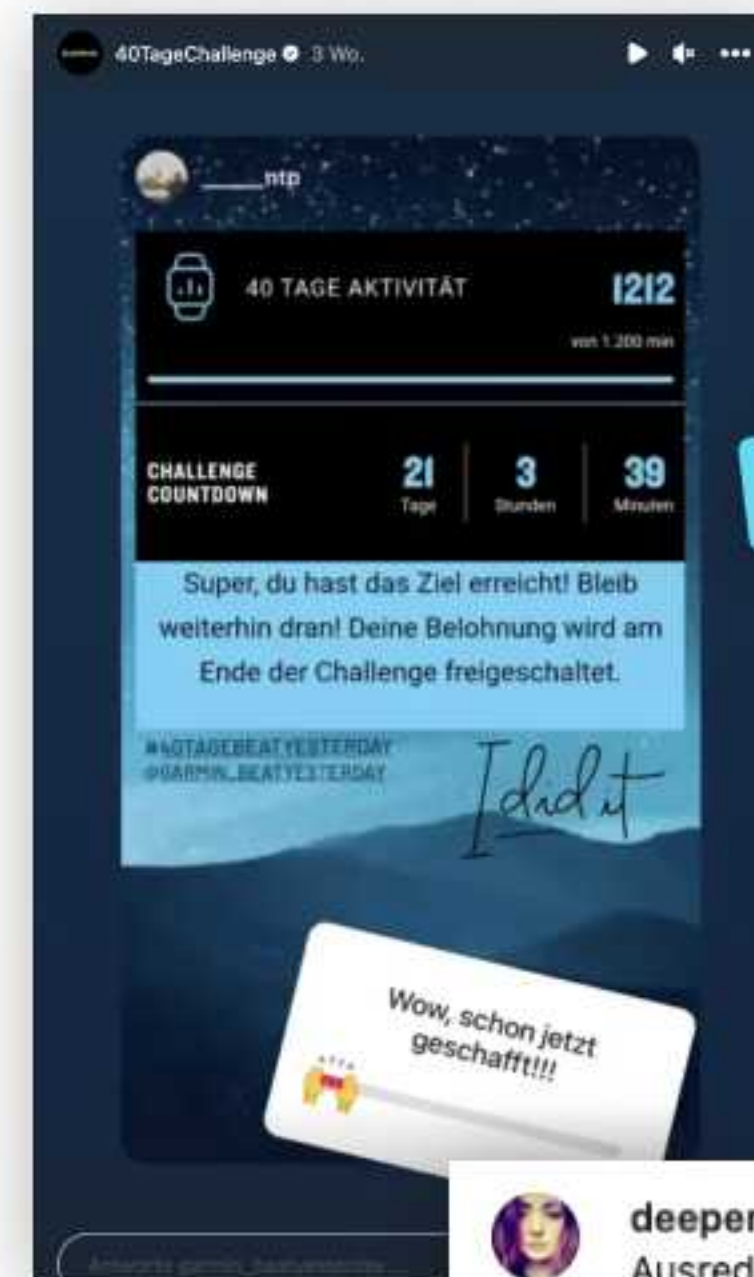 40TageChallenge 3 Wo.
_____ntp
40 TAGE AKTIVITÄT
1212
von 1.200 min
CHALLENGE
COUNTDOWN
21
Tage
3
Stunden
39
Minuten
Super, du hast das Ziel erreicht! Bleib
weiterhin dran! Deine Belohnung wird am
Ende der Challenge freigeschaltet.
#40TAGEBEATYESTERDAY
@GARMIN_BEATYESTERDAY
I did it
Wow, schon jetzt
geschafft!!!
deeper
Ausred